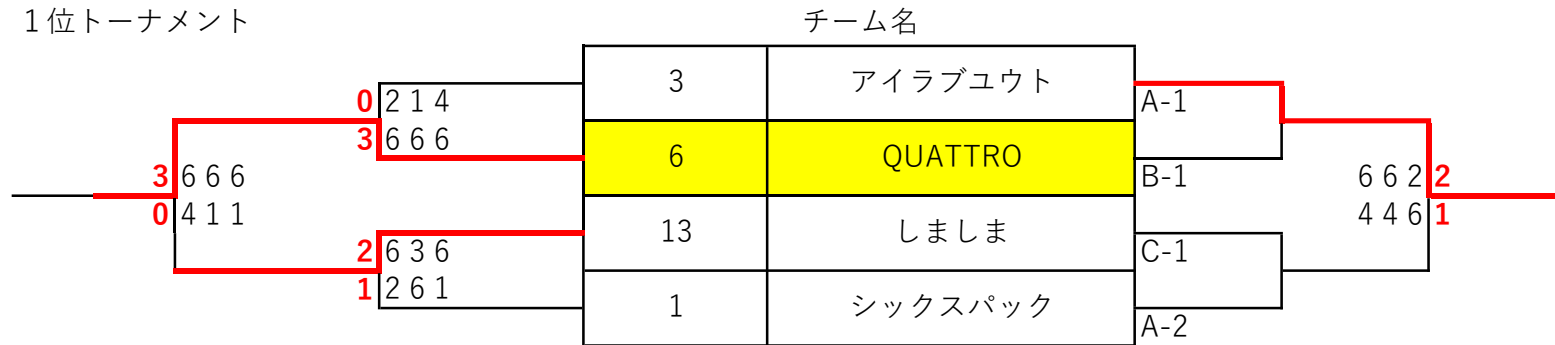 1位トーナメント チーム名
3 アイラブユウト
0 2 1 4 A-1
3 6 6 6 6 QUATTRO
B-1
3 6 6 6 6 6 2 2
0 4 1 1 4 4 6 1
13 しましま
2 6 3 6 C-1
1 2 6 1 1 シックスパック
A-2